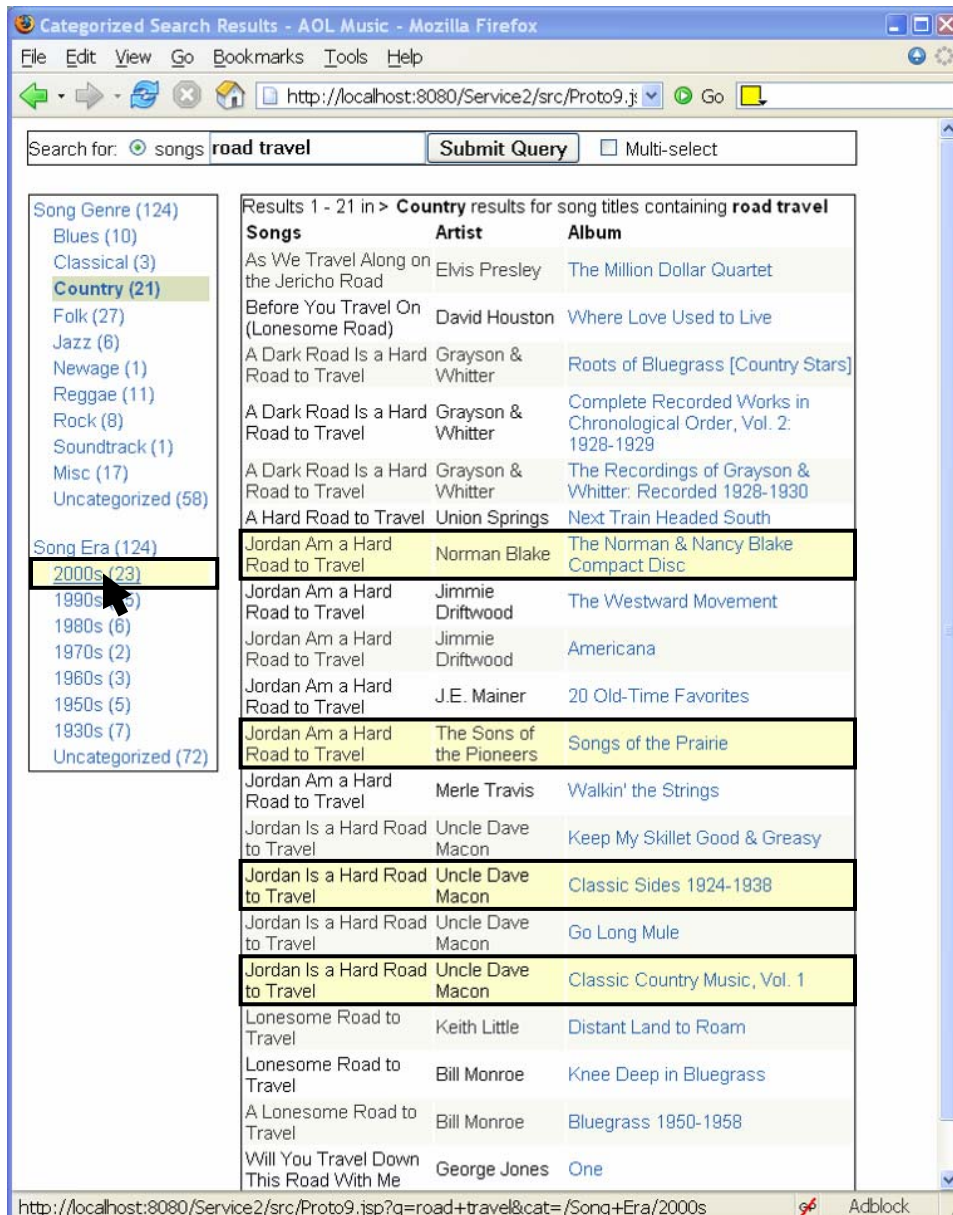 Categorized Search Results - AOL Music - Mozilla Firefox
File Edit View Go Bookmarks Tools Help
http://localhost:8080/Service2/src/Proto9.js Go
Search for: songs road travel Submit Query Multi-select
Song Genre (124)
Blues (10)
Classical (3)
Country (21)
Folk (27)
Jazz (6)
Newage (1)
Reggae (11)
Rock (8)
Soundtrack (1)
Misc (17)
Uncategorized (58)
Song Era (124)
2000s (23)
1990s
1980s (6)
1970s (2)
1960s (3)
1950s (5)
1930s (7)
Uncategorized (72)
Results 1 - 21 in > Country results for song titles containing road travel
Songs Artist Album
As We Travel Along on
the Jericho Road
Elvis Presley
The Million Dollar Quartet
Before You Travel On
(Lonesome Road)
David Houston
Where Love Used to Live
A Dark Road Is a Hard
Road to Travel
Grayson &
Whitter
Roots of Bluegrass [Country Stars]
A Dark Road Is a Hard
Road to Travel
Grayson &
Whitter
Complete Recorded Works in
Chronological Order, Vol. 2:
1928-1929
A Dark Road Is a Hard
Road to Travel
Grayson &
Whitter
The Recordings of Grayson &
Whitter: Recorded 1928-1930
A Hard Road to Travel
Union Springs
Next Train Headed South
Jordan Am a Hard
Road to Travel
Norman Blake
The Norman & Nancy Blake
Compact Disc
Jordan Am a Hard
Road to Travel
Jimmie
Driftwood
The Westward Movement
Jordan Am a Hard
Road to Travel
Jimmie
Driftwood
Americana
Jordan Am a Hard
Road to Travel
J.E. Mainer
20 Old-Time Favorites
Jordan Am a Hard
Road to Travel
The Sons of
the Pioneers
Songs of the Prairie
Jordan Am a Hard
Road to Travel
Merle Travis
Walkin' the Strings
Jordan Is a Hard Road
to Travel
Uncle Dave
Macon
Keep My Skillet Good & Greasy
Jordan Is a Hard Road
to Travel
Uncle Dave
Macon
Classic Sides 1924-1938
Jordan Is a Hard Road
to Travel
Uncle Dave
Macon
Go Long Mule
Jordan Is a Hard Road
to Travel
Uncle Dave
Macon
Classic Country Music, Vol. 1
Lonesome Road to
Travel
Keith Little
Distant Land to Roam
Lonesome Road to
Travel
Bill Monroe
Knee Deep in Bluegrass
A Lonesome Road to
Travel
Bill Monroe
Bluegrass 1950-1958
Will You Travel Down
This Road With Me
George Jones
One
http://localhost:8080/Service2/src/Proto9.jsp?q=road+travel&cat=/Song+Era/2000s Adblock